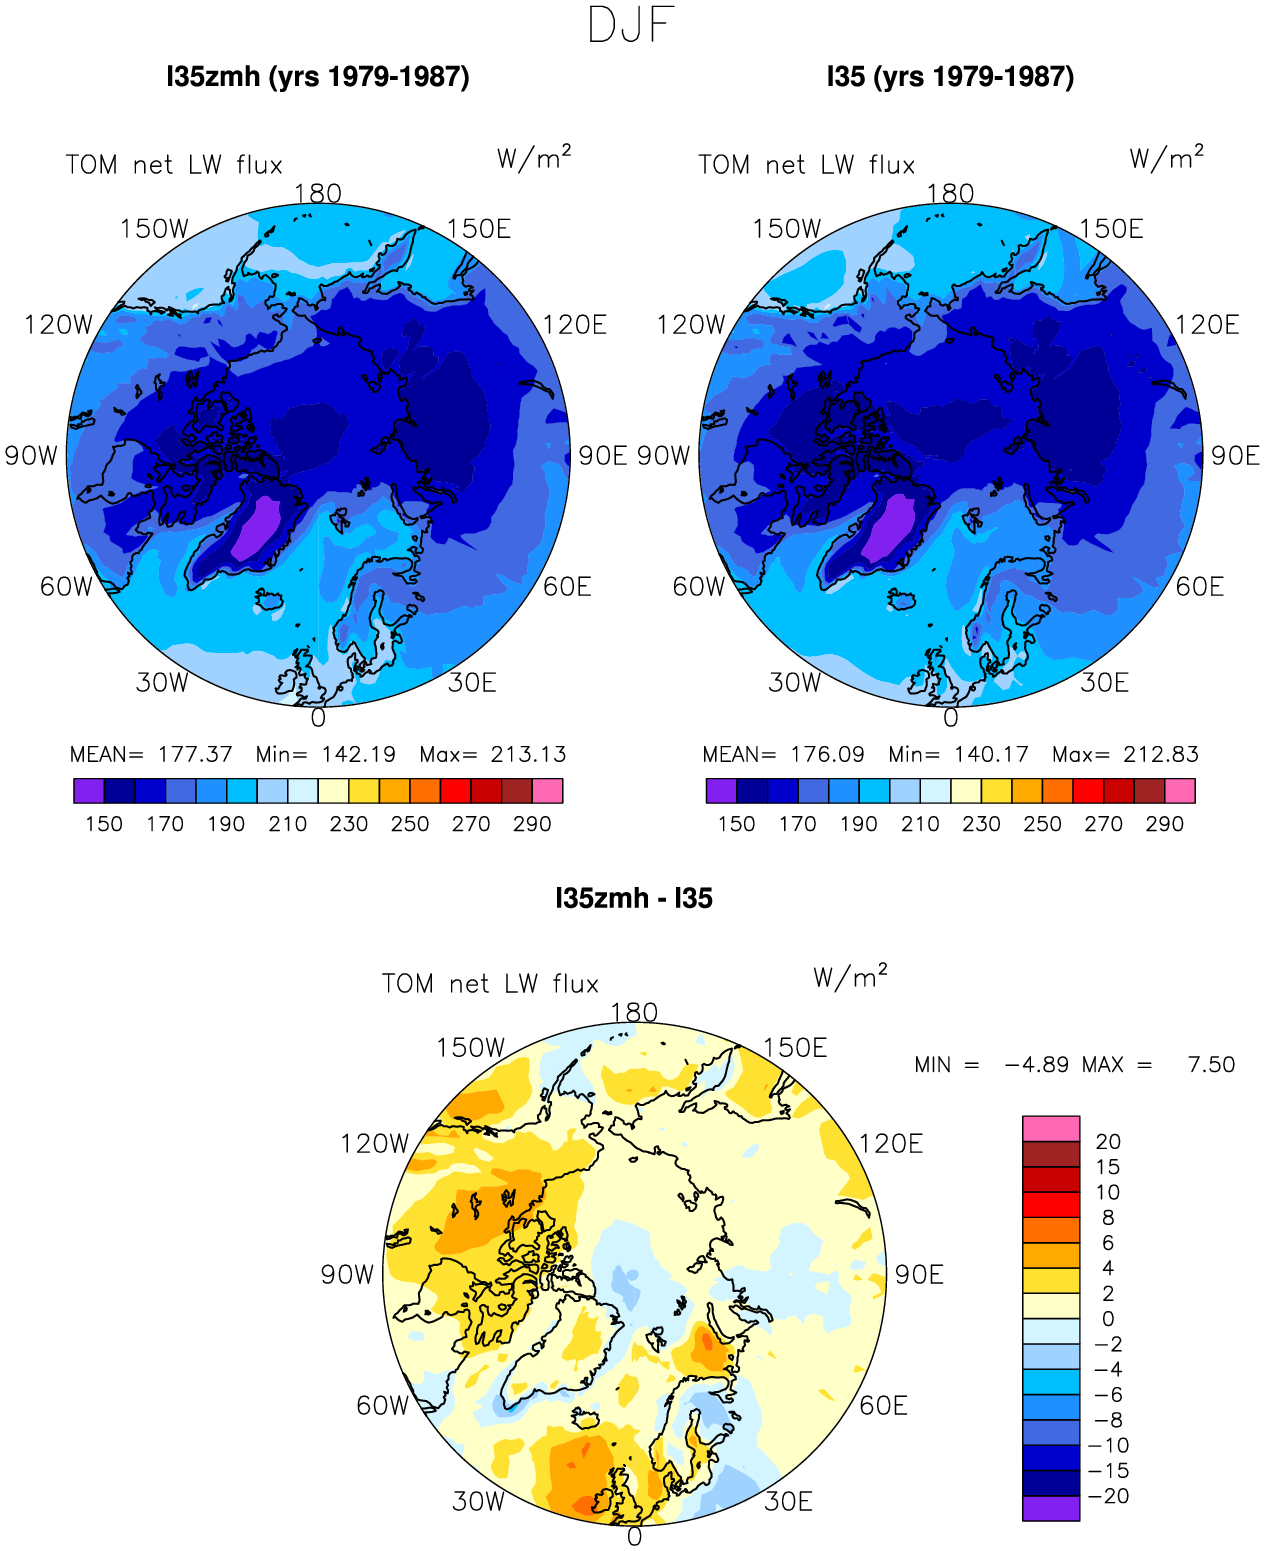 DJF
I35zmh (yrs 1979-1987)
I35 (yrs 1979-1987)
TOM net LW flux W/m²
180
150W 150E
120W 120E
90W 90E
60W 60E
30W 30E
0
MEAN= 177.37 Min= 142.19 Max= 213.13
150 170 190 210 230 250 270 290
TOM net LW flux W/m²
180
150W 150E
120W 120E
90W 90E
60W 60E
30W 30E
0
MEAN= 176.09 Min= 140.17 Max= 212.83
150 170 190 210 230 250 270 290
I35zmh - I35
TOM net LW flux W/m²
180
150W 150E
120W 120E
90W 90E
60W 60E
30W 30E
0
MIN = −4.89 MAX = 7.50
20
15
10
8
6
4
2
0
−2
−4
−6
−8
−10
−15
−20